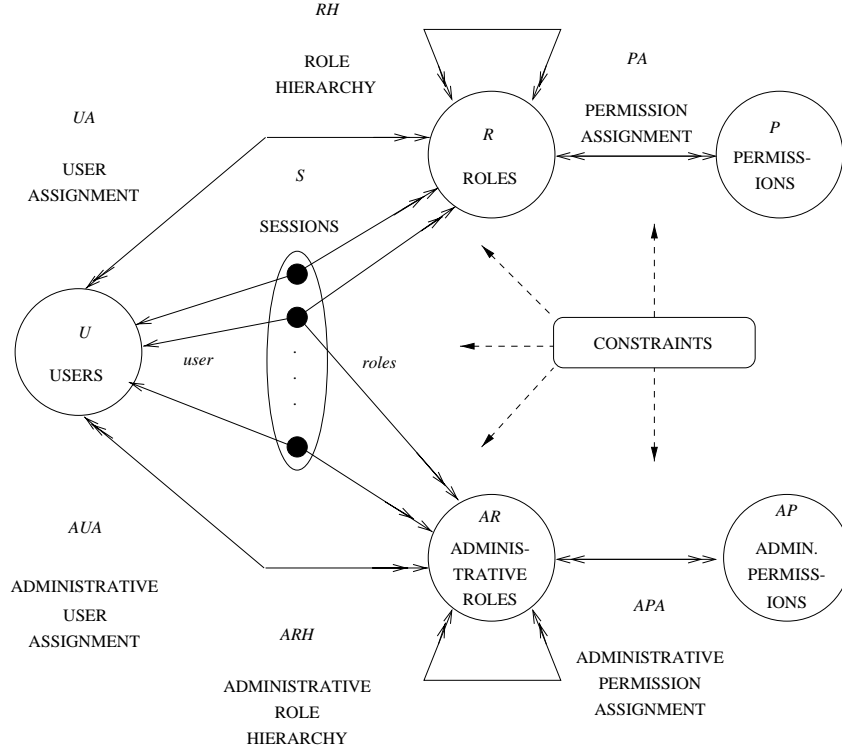 RH
ROLE
HIERARCHY
PA
PERMISSION
ASSIGNMENT
UA
USER
ASSIGNMENT
R
ROLES
P
PERMISS-
IONS
S
SESSIONS
U
USERS
user
.
.
.
.
roles
CONSTRAINTS
AUA
ADMINISTRATIVE
USER
ASSIGNMENT
AR
ADMINIS-
TRATIVE
ROLES
AP
ADMIN.
PERMISS-
IONS
ARH
ADMINISTRATIVE
ROLE
HIERARCHY
APA
ADMINISTRATIVE
PERMISSION
ASSIGNMENT